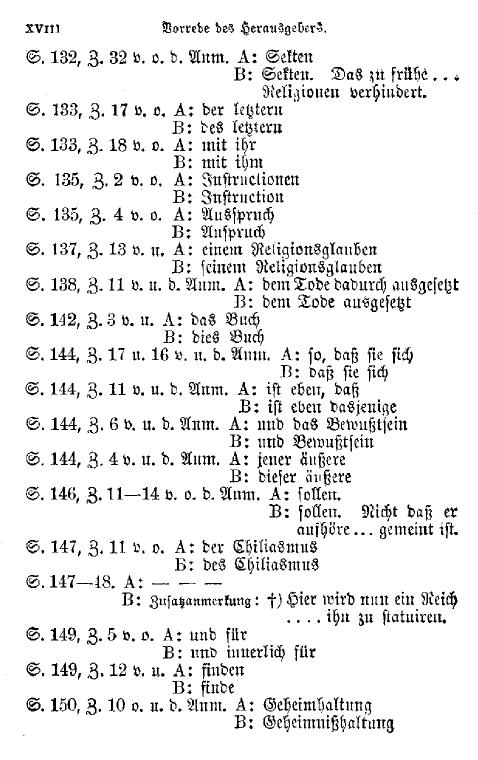 XVIII Vorrede des Herausgebers.
S. 132, Z. 32 v. o. d. Anm. A: Sekten
B: Sekten. Das zu frühe...
Religionen verhindert.
S. 133, Z. 17 v. o. A: der letztern
B: des letztern
S. 133, Z. 18 v. o. A: mit ihr
B: mit ihm
S. 135, Z. 2 v. o. A: Instructionen
B: Instruction
S. 135, Z. 4 v. o. A: Ausspruch
B: Anspruch
S. 137, Z. 13 v. u. A: einem Religionsglauben
B: seinem Religionsglauben
S. 138, Z. 11 v. u. d. Anm. A: dem Tode dadurch ausgesetzt
B: dem Tode ausgesetzt
S. 142, Z. 3 v. u. A: das Buch
B: dies Buch
S. 144, Z. 17 u. 16 v. u. d. Anm. A: so, daß sie sich
B: daß sie sich
S. 144, Z. 11 v. u. d. Anm. A: ist eben, daß
B: ist eben dasjenige
S. 144, Z. 6 v. u. d. Anm. A: und das Bewußtsein
B: und Bewußtsein
S. 144, Z. 4 v. u. d. Anm. A: jener äußere
B: dieser äußere
S. 146, Z. 11—14 v. o. d. Anm. A: sollen.
B: sollen. Nicht daß er
aufhöre... gemeint ist.
S. 147, Z. 11 v. o. A: der Chiliasmus
B: des Chiliasmus
S. 147—48. A: — — —
B: Zusatzanmerkung: †) Hier wird nun ein Reich
.... ihn zu statuiren.
S. 149, Z. 5 v. o. A: und für
B: und innerlich für
S. 149, Z. 12 v. u. A: finden
B: finde
S. 150, Z. 10 o. u. d. Anm. A: Geheimhaltung
B: Geheimnißhaltung